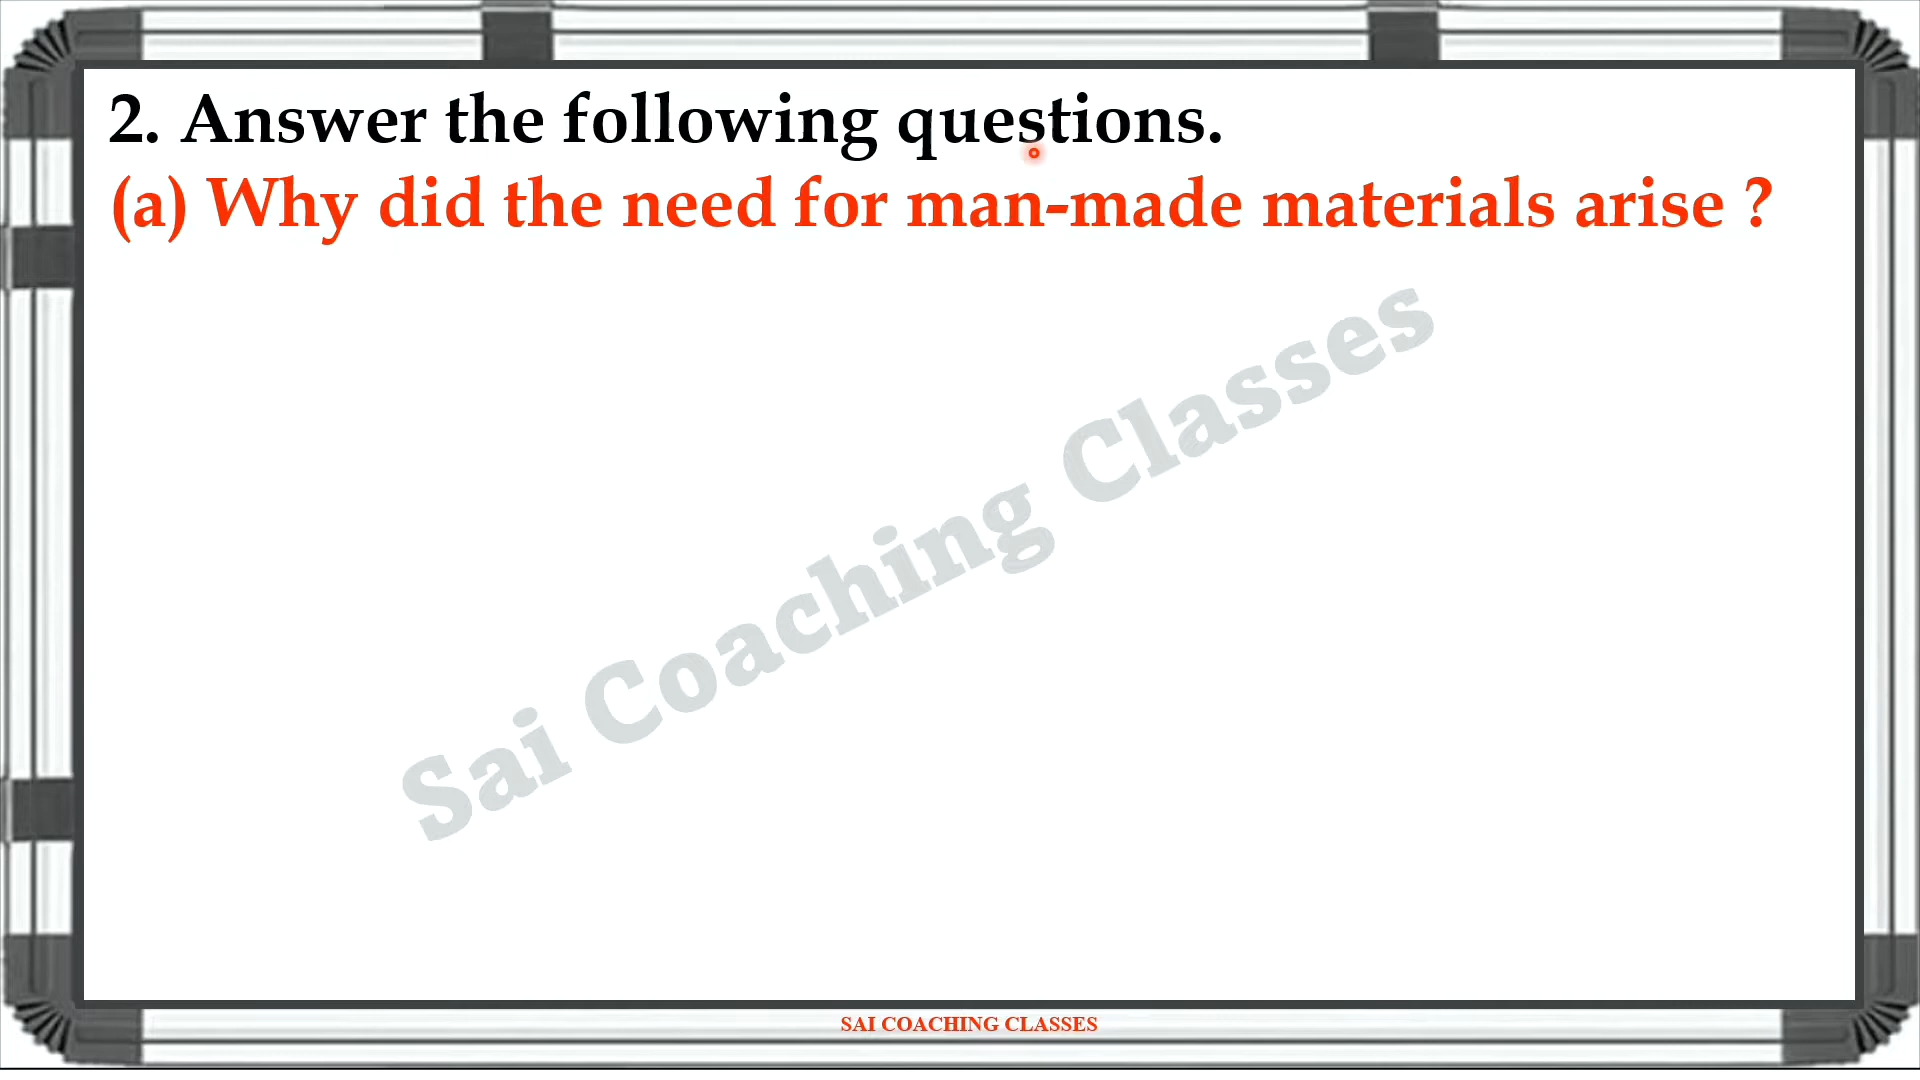 2. Answer the following questions.
(a) Why did the need for man-made materials arise ?
Sai Coaching Classes
SAI COACHING CLASSES